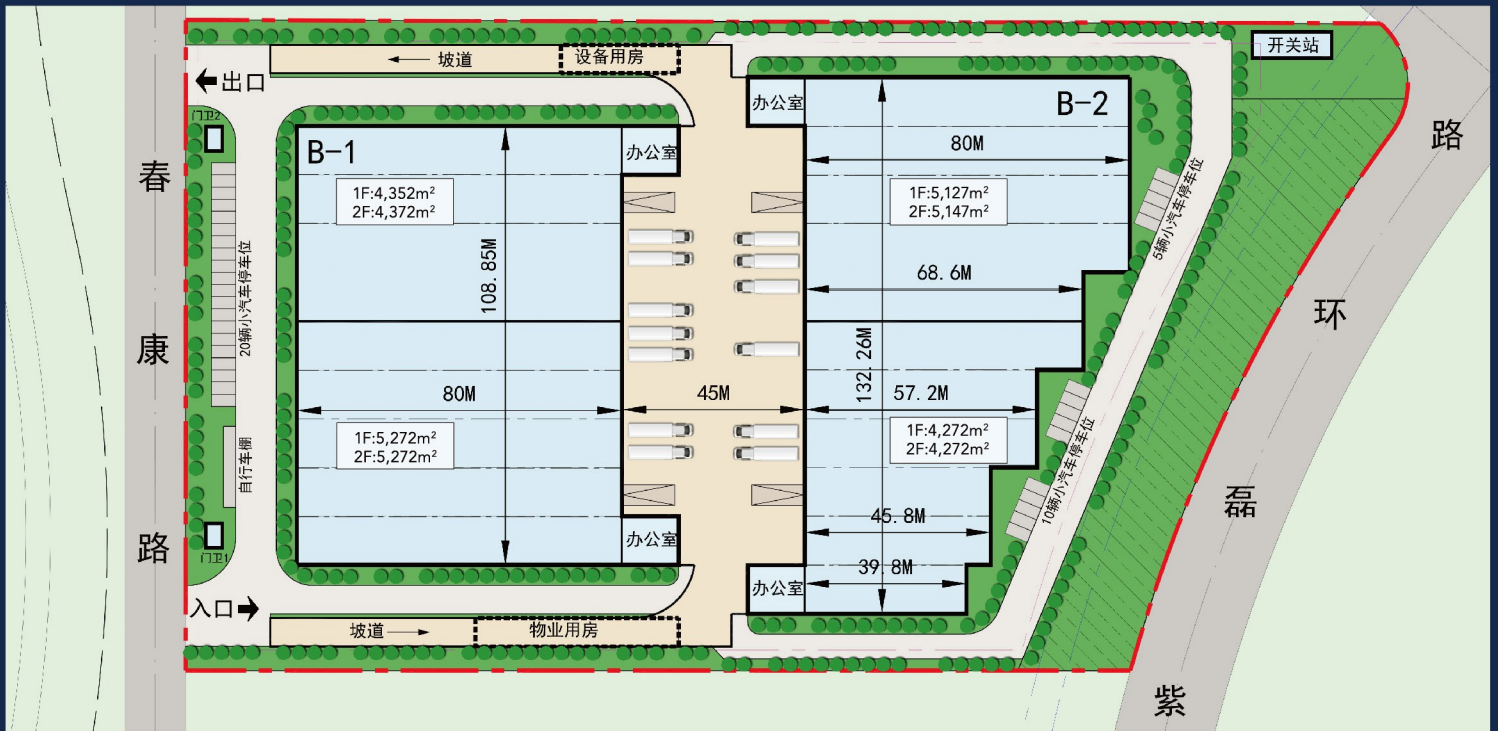 坡道
设备用房
开关站
出口
门卫2
办公室
B-2
80M
B-1
办公室
1F:4,352m²
2F:4,372m²
1F:5,127m²
2F:5,147m²
春康路
紫磊环路
20辆小汽车停车位
5辆小汽车停车位
108.85M
68.6M
132.26M
80M
45M
57.2M
1F:5,272m²
2F:5,272m²
1F:4,272m²
2F:4,272m²
自行车棚
10辆小汽车停车位
45.8M
门卫1
办公室
39.8M
办公室
入口
坡道
物业用房